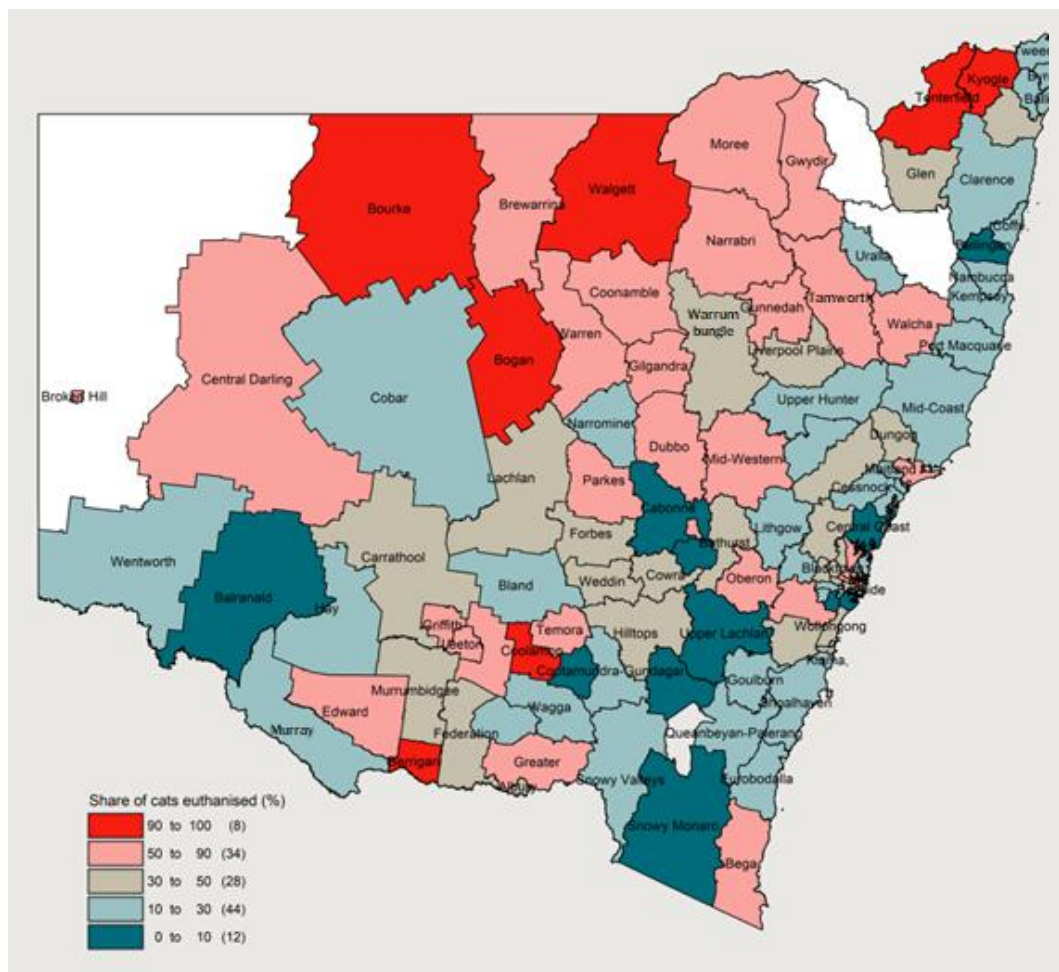 Kyogle
Tenterfield
Moree
Gwydir
Glen
Clarence
Bourke
Brewarrina
Walgett
Narrabri
Uralla
Nambucca
Kempsey
Coonamble
Gunnedah
Tamworth
Walcha
Warrum
bungle
Warren
Port Macquarie
Liverpool Plains
Bogan
Gilgandra
Central Darling
Broken Hill
Cobar
Narromine
Upper Hunter
Mid-Coast
Dubbo
Dungog
Mid-Western
Maitland
Lachlan
Parkes
Cessnock
Cabonne
Lithgow
Central Coast
Forbes
Bathurst
Carrathool
Wentworth
Bland
Weddin
Cowra
Oberon
Balranald
Hay
Griffith
Temora
Hilltops
Upper Lachlan
Wollongong
Leeton
Coolamon
Kiama
Cootamundra-Gundagai
Goulburn
Murrumbidgee
Shoalhaven
Edward
Wagga
Murray
Federation
Queanbeyan-Palerang
Berrigan
Greater
Albury
Snowy Valleys
Eurobodalla
Snowy Monaro
Bega
Share of cats euthanised (%)
90 to 100 (8)
50 to 90 (34)
30 to 50 (28)
10 to 30 (44)
0 to 10 (12)